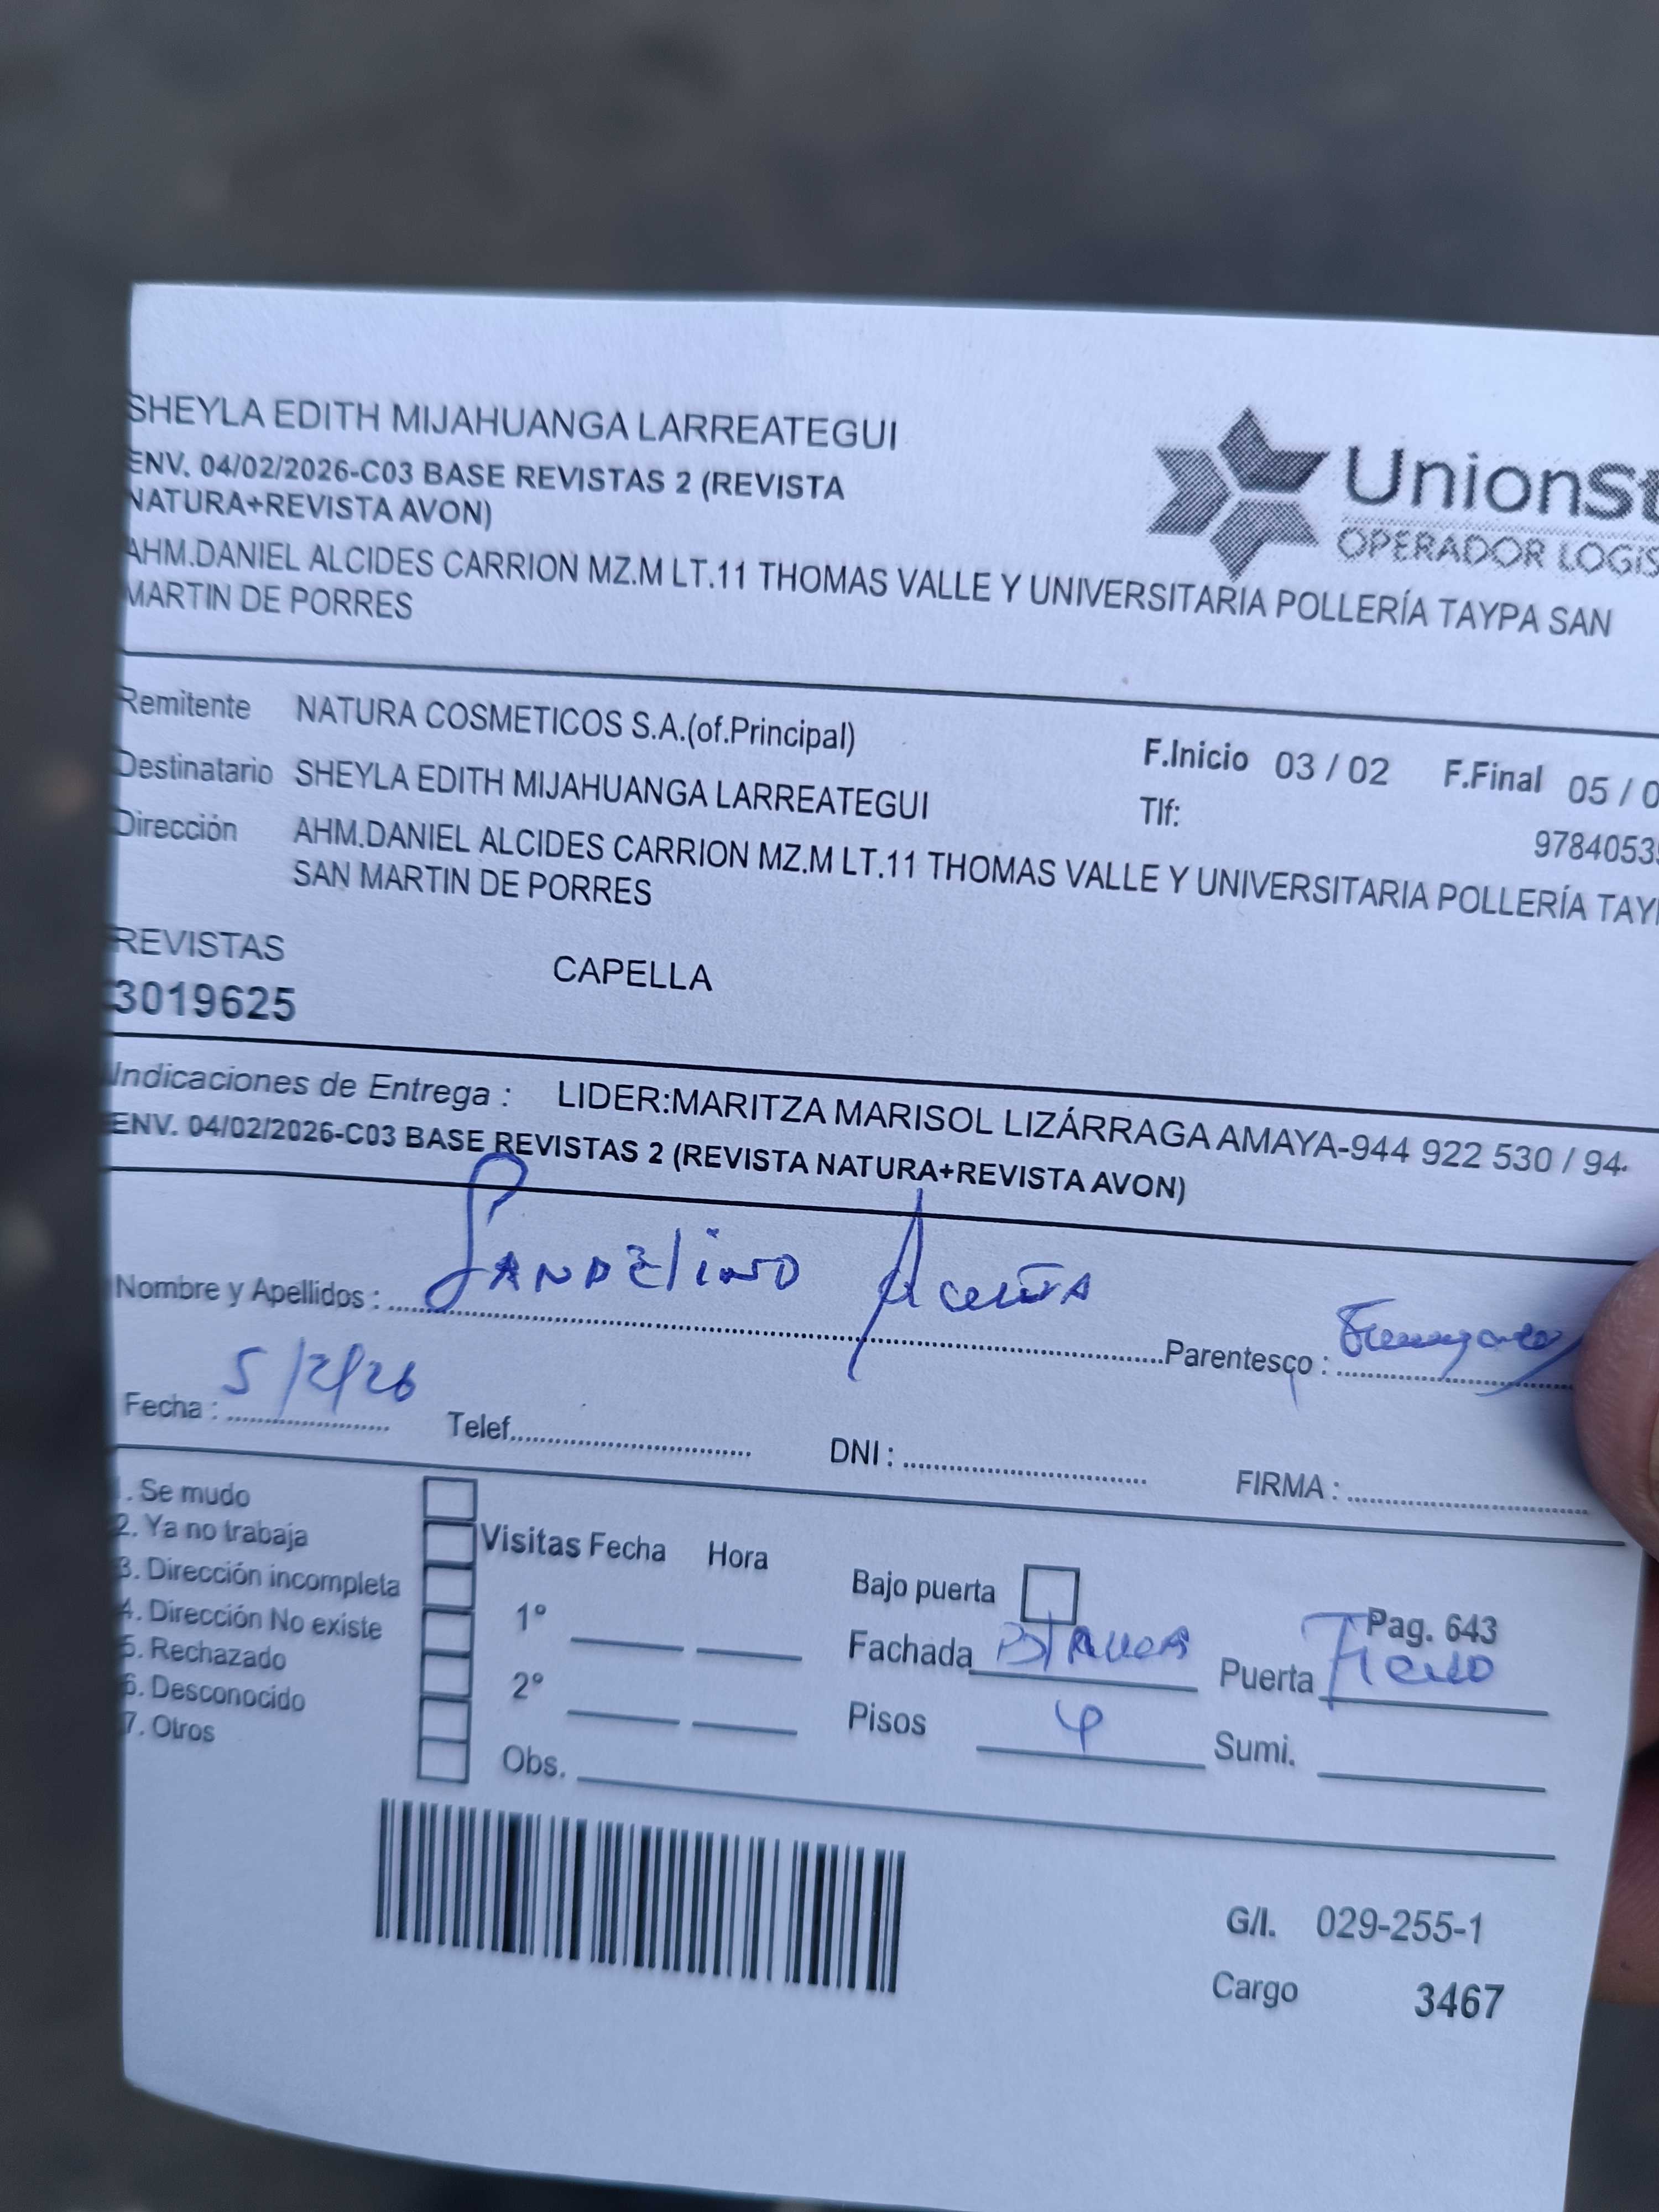 SHEYLA EDITH MIJAHUANGA LARREATEGUI
ENV. 04/02/2026-C03 BASE REVISTAS 2 (REVISTA
NATURA+REVISTA AVON)
AHM.DANIEL ALCIDES CARRION MZ.M LT.11 THOMAS VALLE Y UNIVERSITARIA POLLERÍA TAYPA SAN
MARTIN DE PORRES
UnionSt
OPERADOR LOGIS
Remitente NATURA COSMETICOS S.A.(of.Principal)
F.Inicio 03 / 02 F.Final 05 / 0
Destinatario SHEYLA EDITH MIJAHUANGA LARREATEGUI
Tlf: 9784053
Dirección AHM.DANIEL ALCIDES CARRION MZ.M LT.11 THOMAS VALLE Y UNIVERSITARIA POLLERÍA TAY
SAN MARTIN DE PORRES
REVISTAS CAPELLA
3019625
Indicaciones de Entrega : LIDER:MARITZA MARISOL LIZÁRRAGA AMAYA-944 922 530 / 94
ENV. 04/02/2026-C03 BASE REVISTAS 2 (REVISTA NATURA+REVISTA AVON)
Nombre y Apellidos : Acuña
Parentesco :
Fecha : 5/2/26 Telef. DNI : FIRMA :
1. Se mudo
2. Ya no trabaja
3. Dirección incompleta
4. Dirección No existe
5. Rechazado
6. Desconocido
7. Otros
Visitas Fecha Hora
1°
2°
Obs.
Bajo puerta
Pag. 643
Fachada Puerta Fierro
Pisos 4 Sumi.
G/I. 029-255-1
Cargo 3467